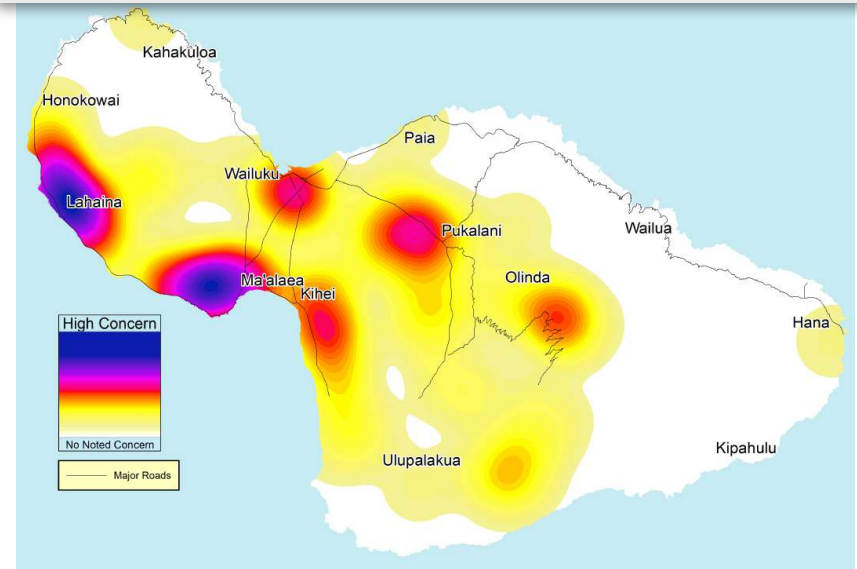 Kahakuloa
Honokowai
Paia
Wailuku
Lahaina
Pukalani
Wailua
Ma'alaea
Olinda
Kihei
Hana
High Concern
No Noted Concern
Major Roads
Ulupalakua
Kipahulu